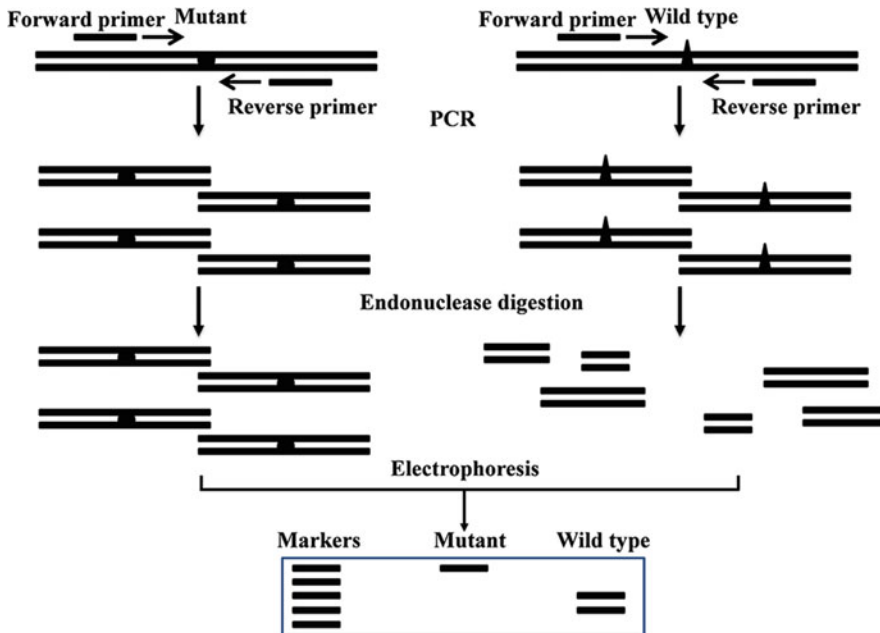 Forward primer Mutant
Forward primer Wild type
Reverse primer
Reverse primer
PCR
Endonuclease digestion
Electrophoresis
Markers Mutant Wild type